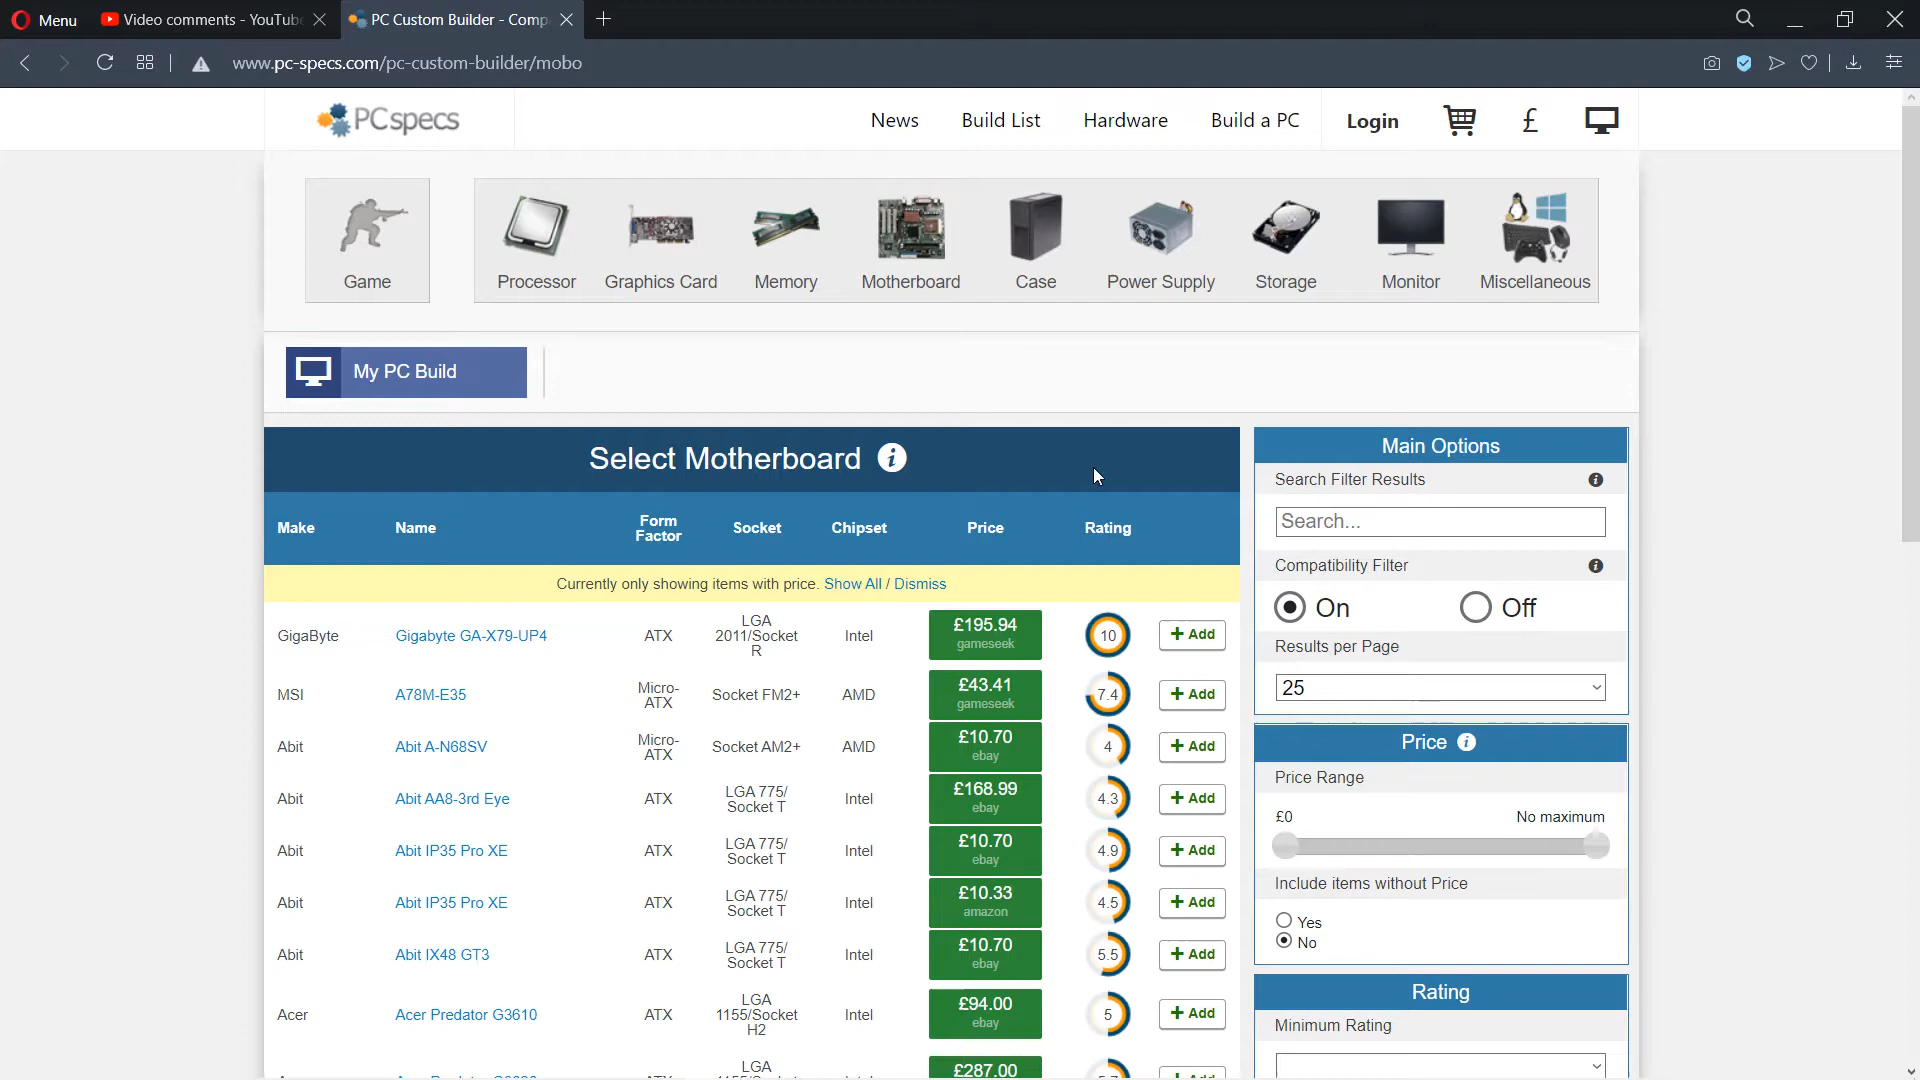 Menu
Video comments - YouTube
PC Custom Builder - Comp
www.pc-specs.com/pc-custom-builder/mobo
PCspecs
News
Build List
Hardware
Build a PC
Login
£
Game
Processor
Graphics Card
Memory
Motherboard
Case
Power Supply
Storage
Monitor
Miscellaneous
My PC Build
Select Motherboard i
Make Name Form Factor Socket Chipset Price Rating
Currently only showing items with price. Show All / Dismiss
GigaByte Gigabyte GA-X79-UP4 ATX LGA 2011/Socket R Intel £195.94 gameseek 10 + Add
MSI A78M-E35 Micro-ATX Socket FM2+ AMD £43.41 gameseek 7.4 + Add
Abit Abit A-N68SV Micro-ATX Socket AM2+ AMD £10.70 ebay 4 + Add
Abit Abit AA8-3rd Eye ATX LGA 775/ Socket T Intel £168.99 ebay 4.3 + Add
Abit Abit IP35 Pro XE ATX LGA 775/ Socket T Intel £10.70 ebay 4.9 + Add
Abit Abit IP35 Pro XE ATX LGA 775/ Socket T Intel £10.33 amazon 4.5 + Add
Abit Abit IX48 GT3 ATX LGA 775/ Socket T Intel £10.70 ebay 5.5 + Add
Acer Acer Predator G3610 ATX LGA 1155/Socket H2 Intel £94.00 ebay 5 + Add
LGA £287.00
Main Options
Search Filter Results i
Search...
Compatibility Filter i
On Off
Results per Page
25
Price i
Price Range
£0 No maximum
Include items without Price
Yes
No
Rating
Minimum Rating